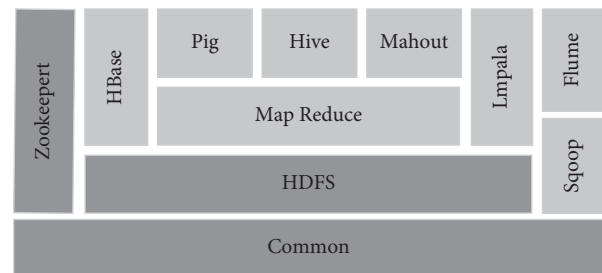 Zookeepert
HBase
Pig
Hive
Mahout
Lmpala
Flume
Map Reduce
Sqoop
HDFS
Common